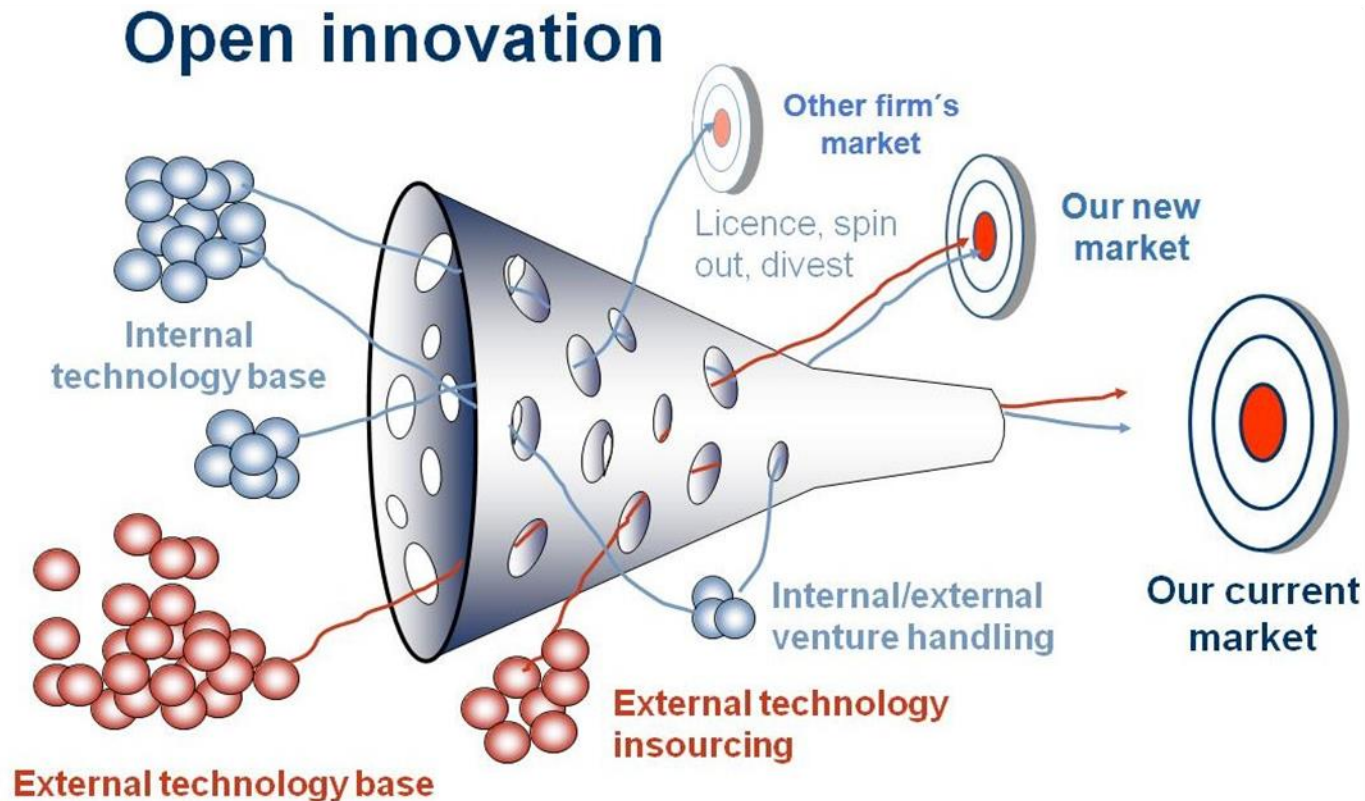 Open innovation
Other firm´s
market
Licence, spin
out, divest
Our new
market
Internal
technology base
Internal/external
venture handling
Our current
market
External technology
insourcing
External technology base